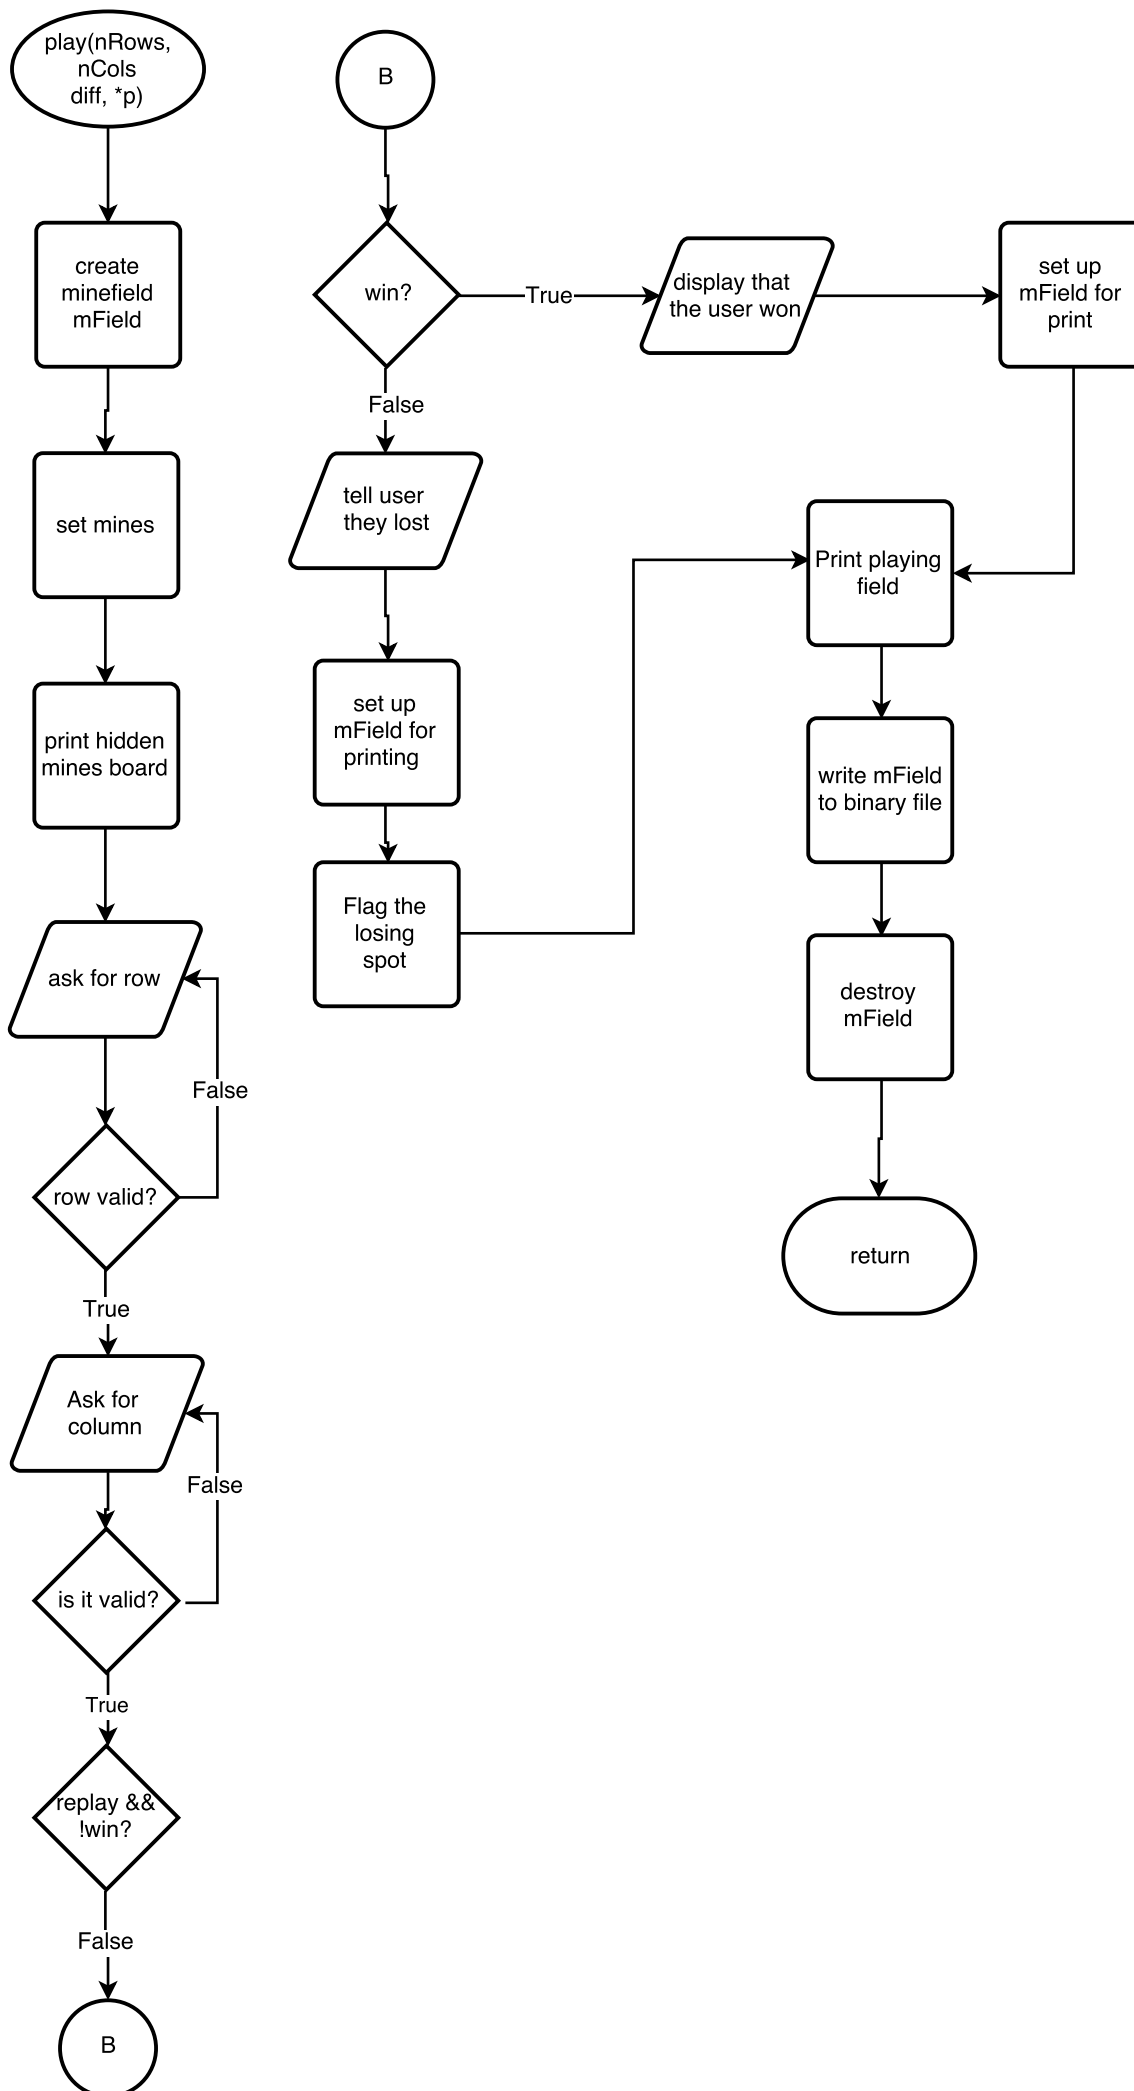 play(nRows,
nCols
diff, *p)
create
minefield
mField
set mines
print hidden
mines board
ask for row
False
row valid?
True
Ask for
column
False
is it valid?
True
replay &&
!win?
False
B
B
win?
True
display that
the user won
set up
mField for
print
False
tell user
they lost
set up
mField for
printing
Flag the
losing
spot
Print playing
field
write mField
to binary file
destroy
mField
return